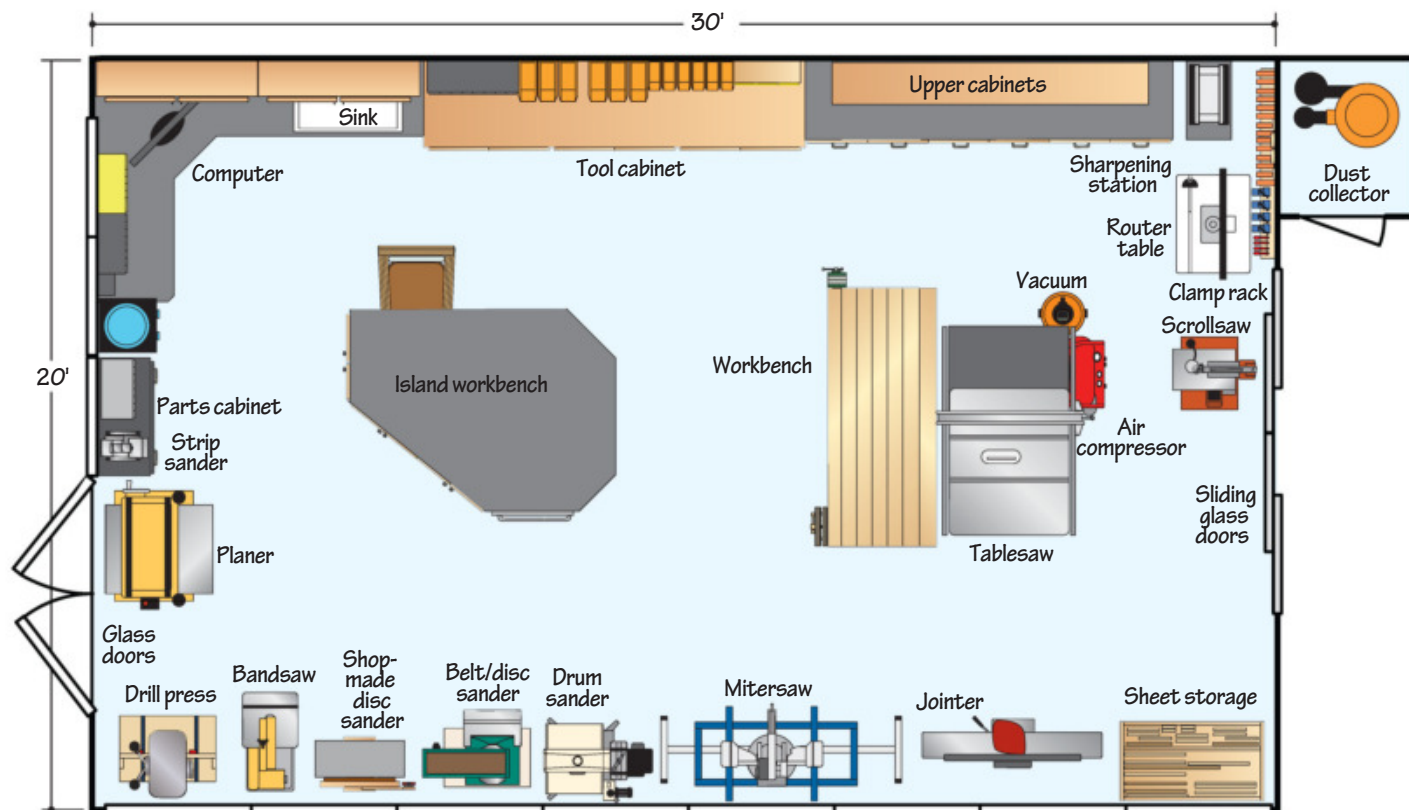 30'
Upper cabinets
Sink
Computer
Tool cabinet
Sharpening
station
Dust
collector
Router
table
Vacuum
Clamp rack
Scrollsaw
20'
Workbench
Island workbench
Parts cabinet
Strip
sander
Air
compressor
Sliding
glass
doors
Planer
Tablesaw
Glass
doors
Drill press
Bandsaw
Shop-
made
disc
sander
Belt/disc
sander
Drum
sander
Mitersaw
Jointer
Sheet storage